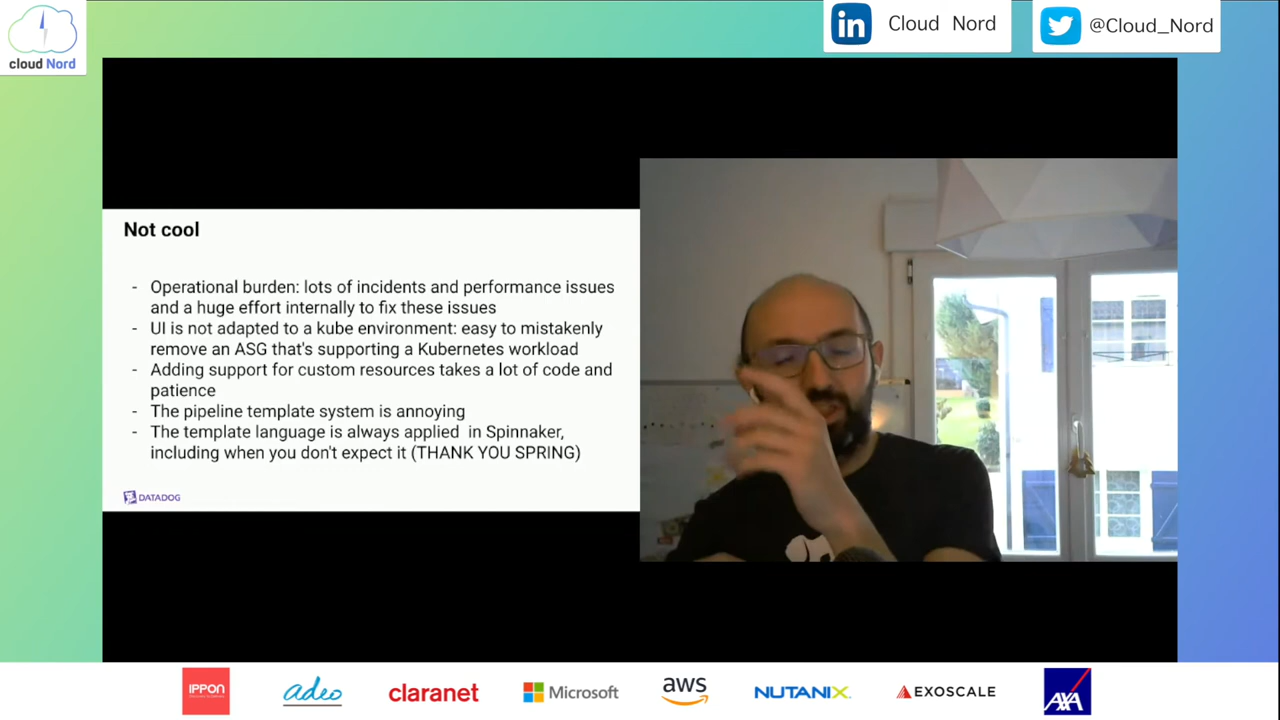 cloud Nord
in Cloud Nord
@Cloud_Nord
Not cool
- Operational burden: lots of incidents and performance issues
and a huge effort internally to fix these issues
- UI is not adapted to a kube environment: easy to mistakenly
remove an ASG that's supporting a Kubernetes workload
- Adding support for custom resources takes a lot of code and
patience
- The pipeline template system is annoying
- The template language is always applied in Spinnaker,
including when you don't expect it (THANK YOU SPRING)
DATADOG
IPPON
adeo
claranet
Microsoft
aws
NUTANIX
EXOSCALE
AXA